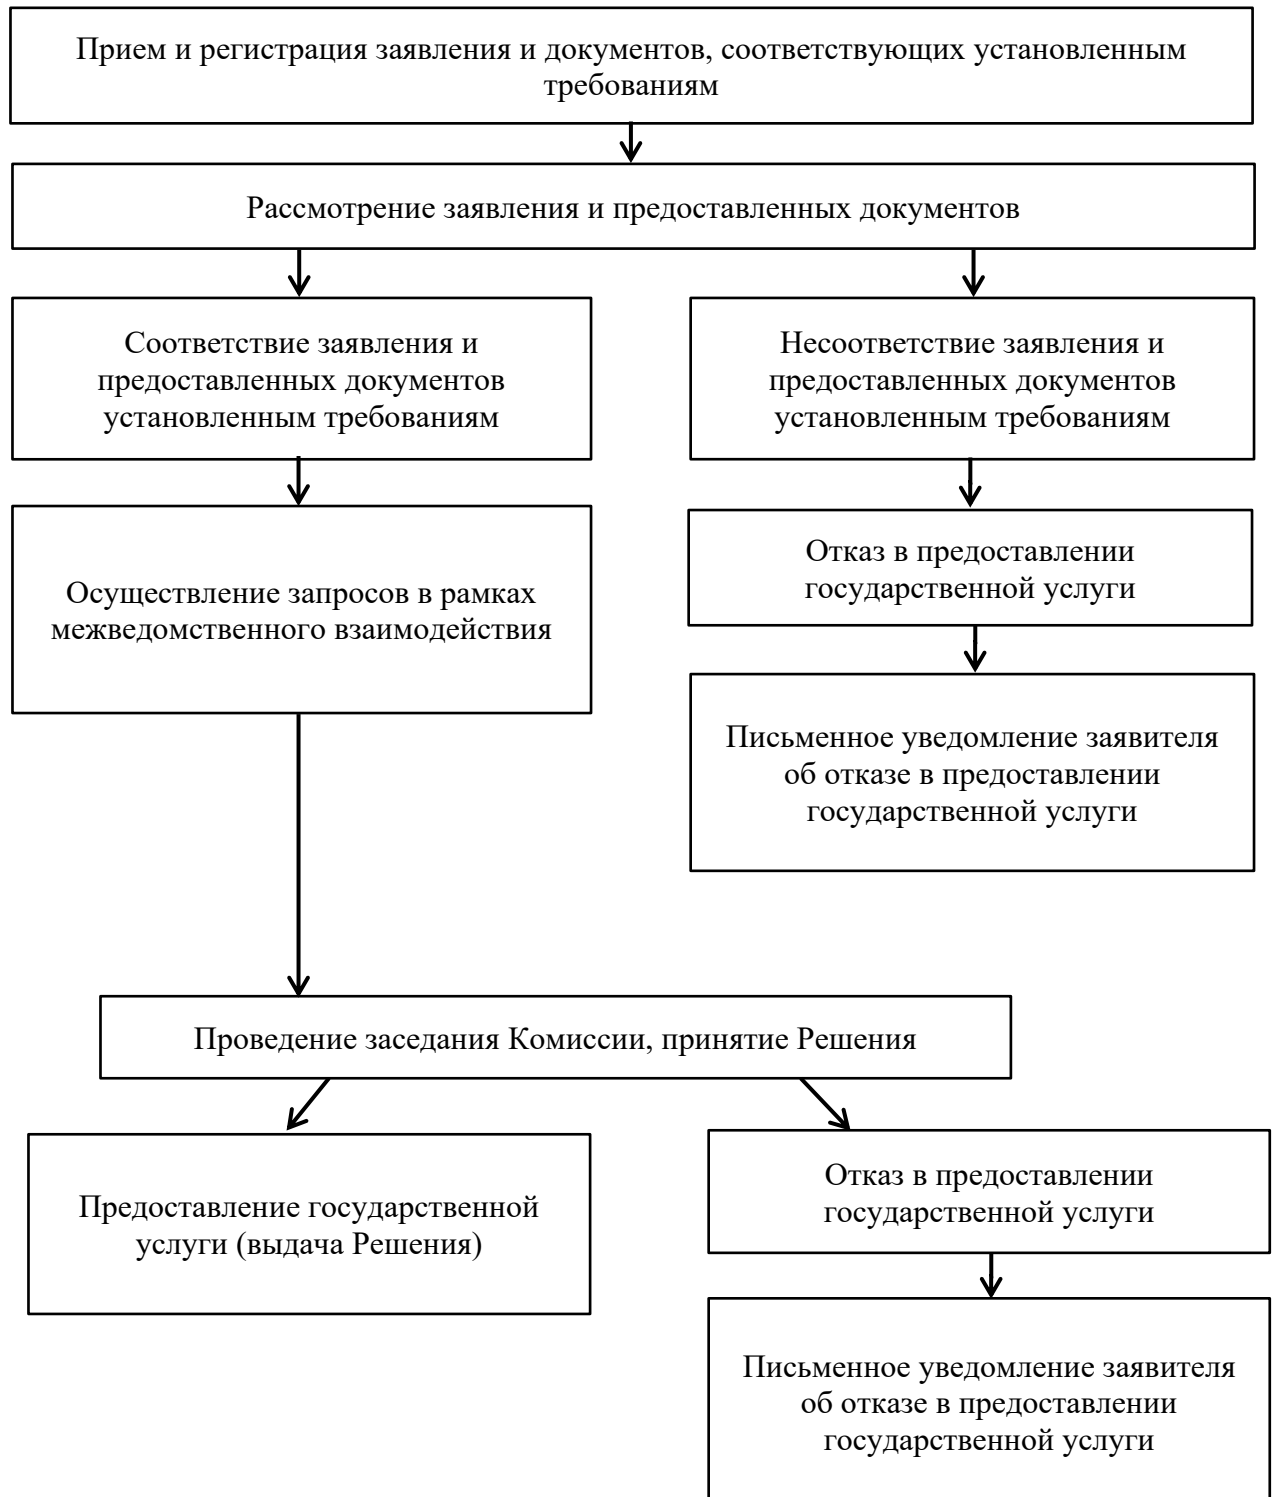 Прием и регистрация заявления и документов, соответствующих установленным
требованиям
Рассмотрение заявления и предоставленных документов
Соответствие заявления и
предоставленных документов
установленным требованиям
Несоответствие заявления и
предоставленных документов
установленным требованиям
Осуществление запросов в рамках
межведомственного взаимодействия
Отказ в предоставлении
государственной услуги
Письменное уведомление заявителя
об отказе в предоставлении
государственной услуги
Проведение заседания Комиссии, принятие Решения
Предоставление государственной
услуги (выдача Решения)
Отказ в предоставлении
государственной услуги
Письменное уведомление заявителя
об отказе в предоставлении
государственной услуги